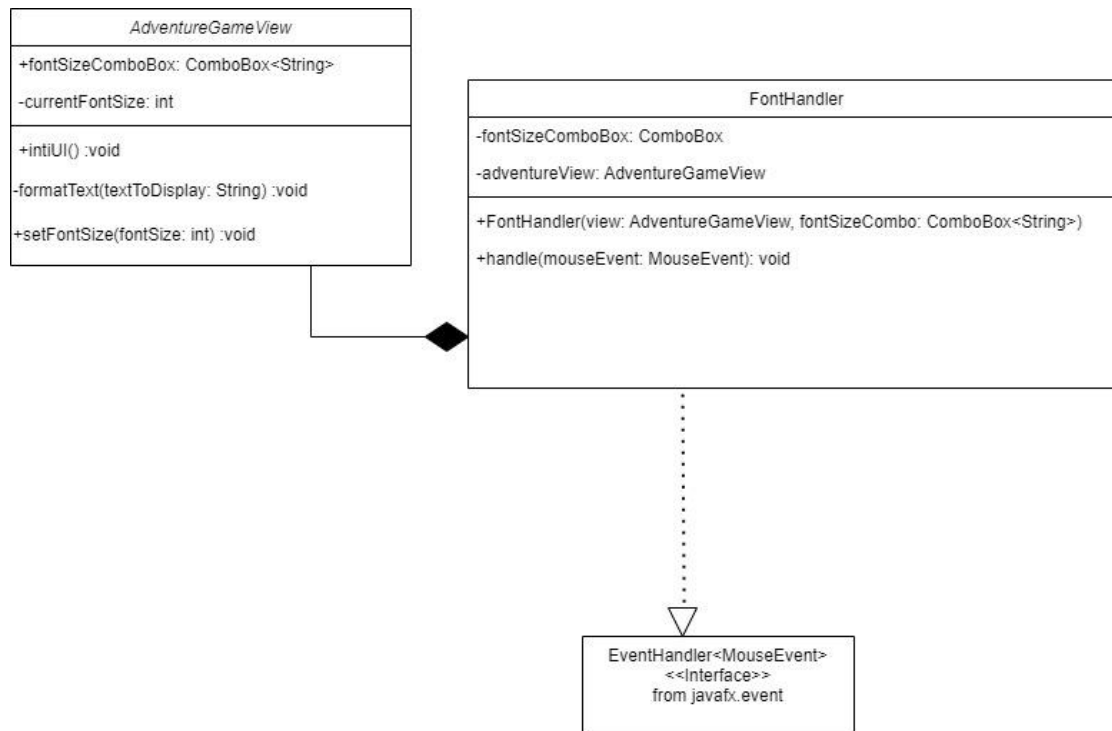 AdventureGameView
+fontSizeComboBox: ComboBox<String>
-currentFontSize: int
+intiUI() :void
-formatText(textToDisplay: String) :void
+setFontSize(fontSize: int) :void
FontHandler
-fontSizeComboBox: ComboBox
-adventureView: AdventureGameView
+FontHandler(view: AdventureGameView, fontSizeCombo: ComboBox<String>)
+handle(mouseEvent: MouseEvent): void
EventHandler<MouseEvent>
<<Interface>>
from javafx.event